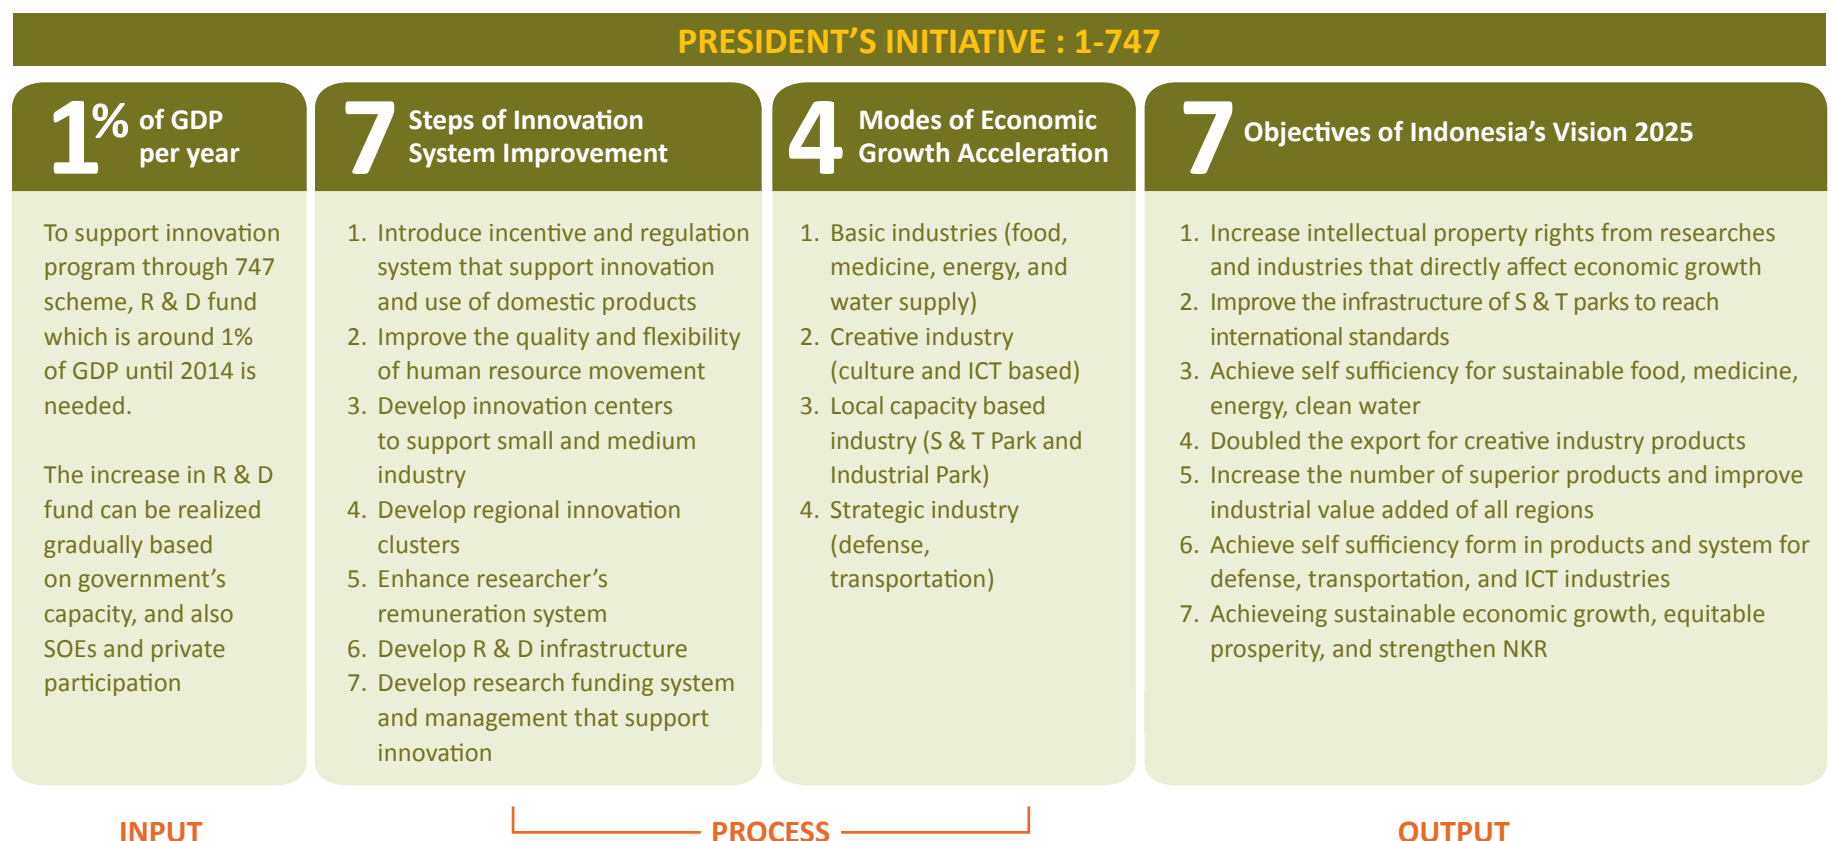 PRESIDENT'S INITIATIVE : 1-747
1% of GDP
per year
To support innovation
program through 747
scheme, R & D fund
which is around 1%
of GDP until 2014 is
needed.
The increase in R & D
fund can be realized
gradually based
on government's
capacity, and also
SOEs and private
participation
7 Steps of Innovation
System Improvement
1. Introduce incentive and regulation
system that support innovation
and use of domestic products
2. Improve the quality and flexibility
of human resource movement
3. Develop innovation centers
to support small and medium
industry
4. Develop regional innovation
clusters
5. Enhance researcher's
remuneration system
6. Develop R & D infrastructure
7. Develop research funding system
and management that support
innovation
4 Modes of Economic
Growth Acceleration
1. Basic industries (food,
medicine, energy, and
water supply)
2. Creative industry
(culture and ICT based)
3. Local capacity based
industry (S & T Park and
Industrial Park)
4. Strategic industry
(defense,
transportation)
7 Objectives of Indonesia's Vision 2025
1. Increase intellectual property rights from researches
and industries that directly affect economic growth
2. Improve the infrastructure of S & T parks to reach
international standards
3. Achieve self sufficiency for sustainable food, medicine,
energy, clean water
4. Doubled the export for creative industry products
5. Increase the number of superior products and improve
industrial value added of all regions
6. Achieve self sufficiency form in products and system for
defense, transportation, and ICT industries
7. Achieveing sustainable economic growth, equitable
prosperity, and strengthen NKR
INPUT
PROCESS
OUTPUT